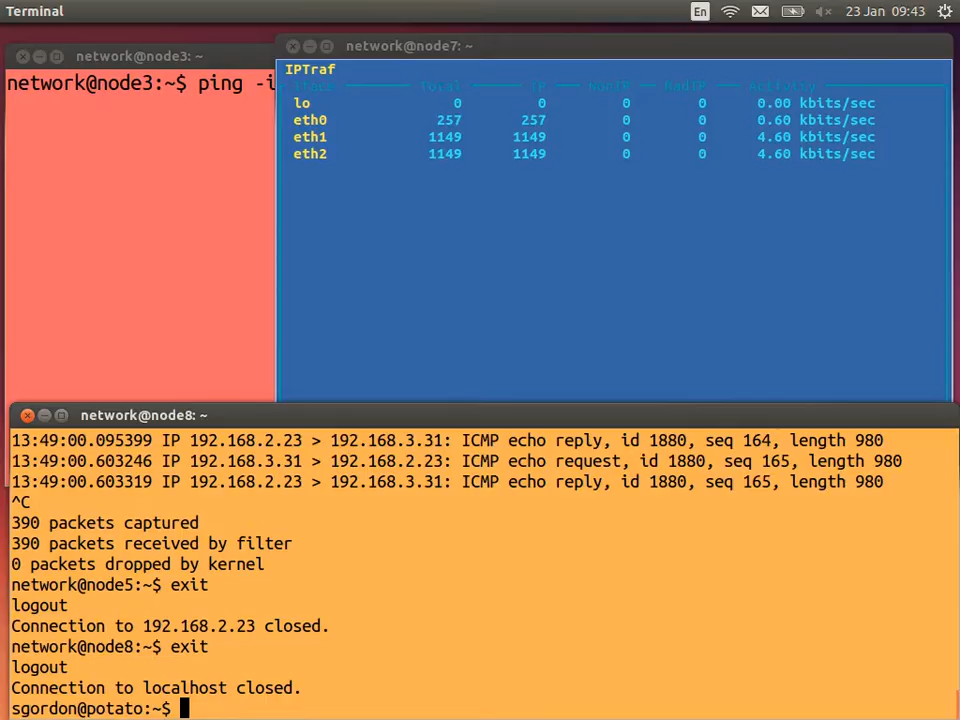 Terminal
En
23 Jan 09:43
network@node3: ~
network@node7: ~
network@node3:~$ ping -i
IPTraf
Iface Total IP NonIP BadIP Activity
lo 0 0 0 0 0.00 kbits/sec
eth0 257 257 0 0 0.60 kbits/sec
eth1 1149 1149 0 0 4.60 kbits/sec
eth2 1149 1149 0 0 4.60 kbits/sec
network@node8: ~
13:49:00.095399 IP 192.168.2.23 > 192.168.3.31: ICMP echo reply, id 1880, seq 164, length 980
13:49:00.603246 IP 192.168.3.31 > 192.168.2.23: ICMP echo request, id 1880, seq 165, length 980
13:49:00.603319 IP 192.168.2.23 > 192.168.3.31: ICMP echo reply, id 1880, seq 165, length 980
^C
390 packets captured
390 packets received by filter
0 packets dropped by kernel
network@node5:~$ exit
logout
Connection to 192.168.2.23 closed.
network@node8:~$ exit
logout
Connection to localhost closed.
sgordon@potato:~$